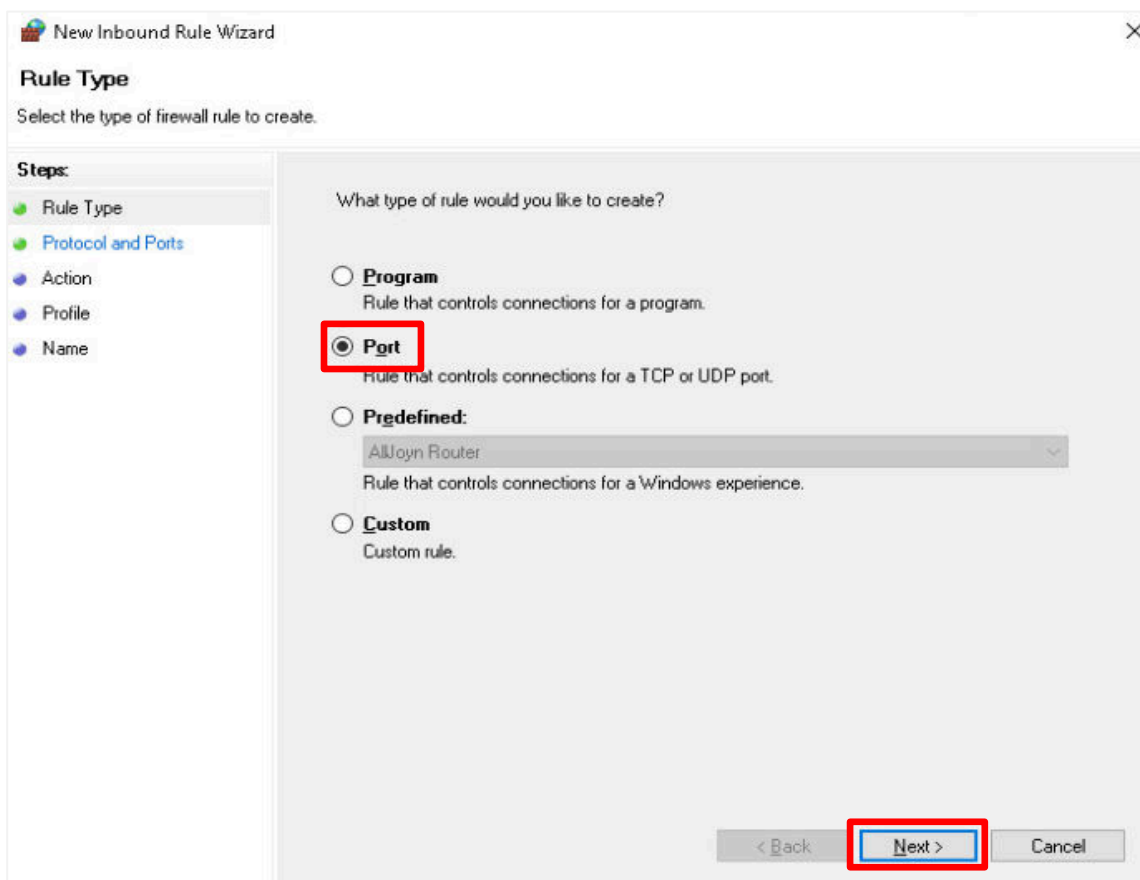 New Inbound Rule Wizard
Rule Type
Select the type of firewall rule to create.
Steps:
Rule Type
Protocol and Ports
Action
Profile
Name
What type of rule would you like to create?
Program
Rule that controls connections for a program.
Port
Rule that controls connections for a TCP or UDP port.
Predefined:
AllJoyn Router
Rule that controls connections for a Windows experience.
Custom
Custom rule.
< Back
Next >
Cancel